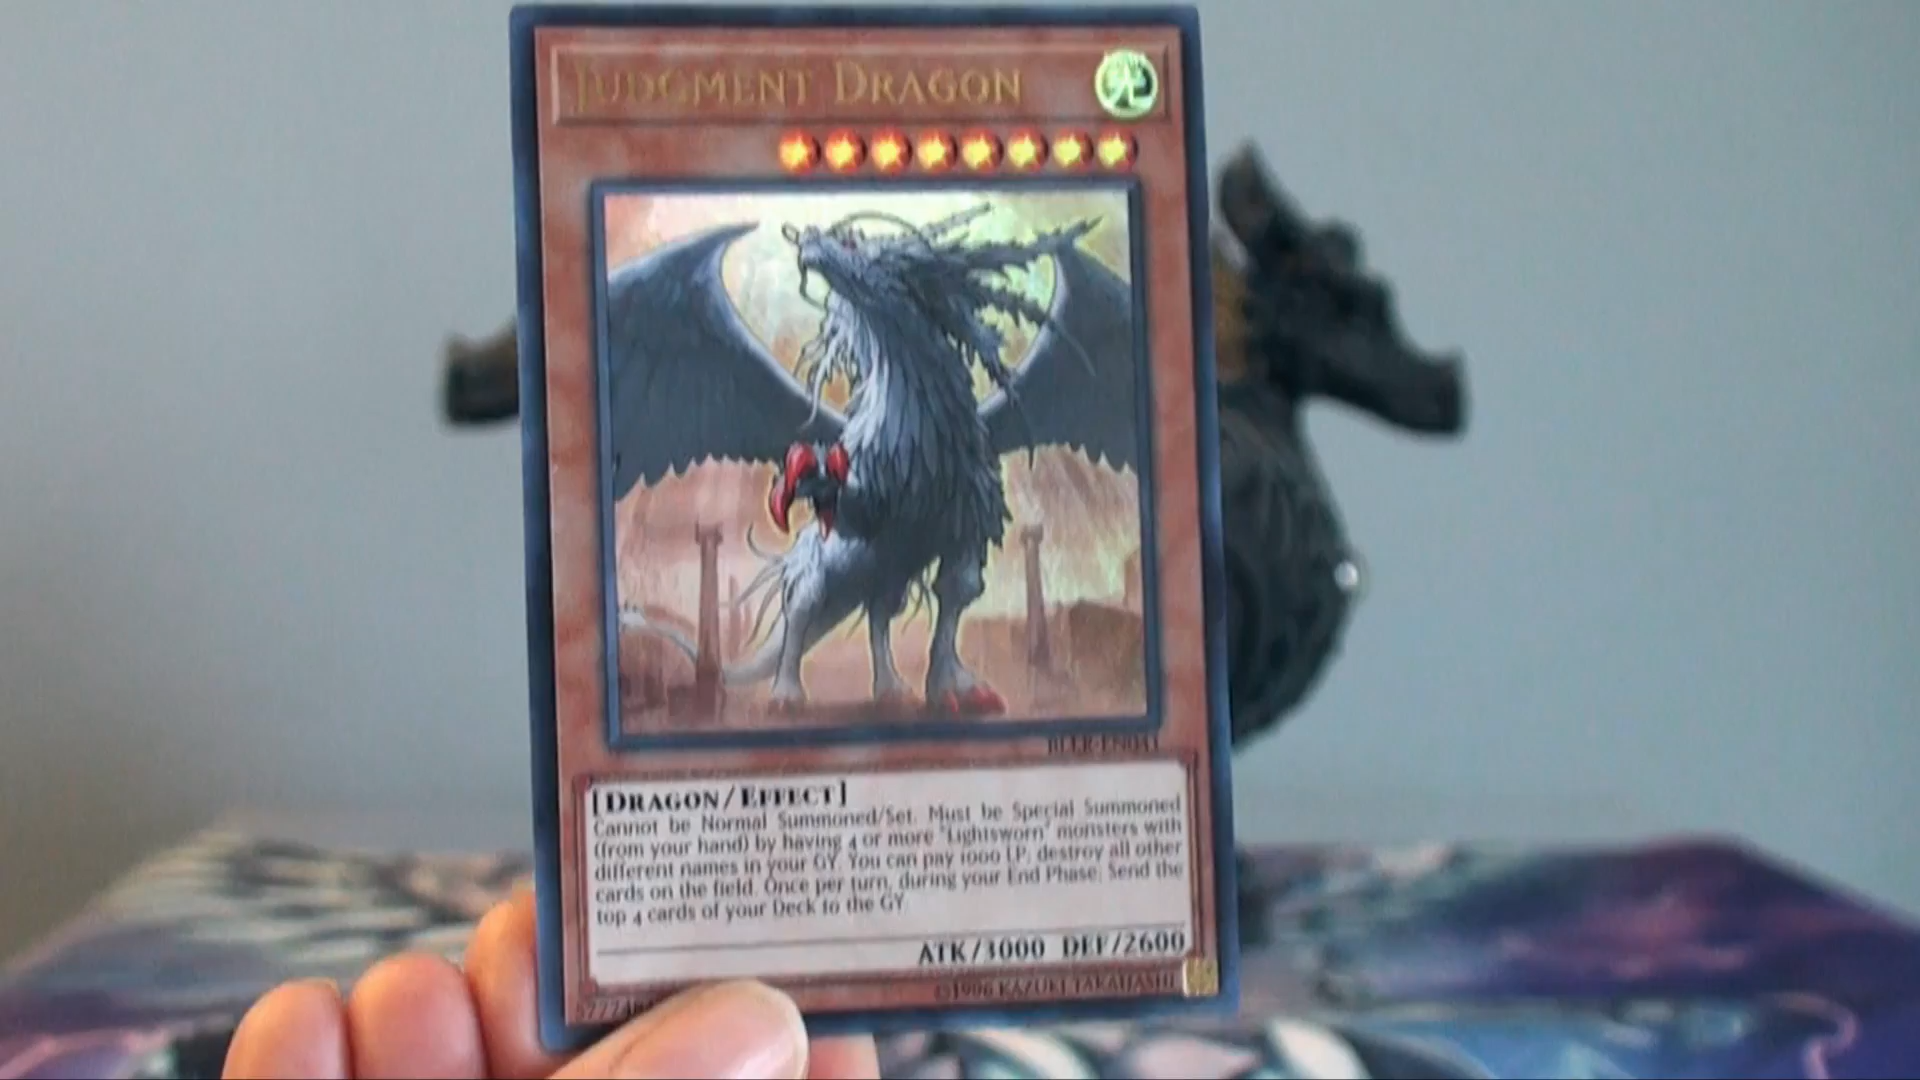 JUDGMENT DRAGON
光
BLLR-EN041
[DRAGON/EFFECT]
Cannot be Normal Summoned/Set. Must be Special Summoned
(from your hand) by having 4 or more "Lightsworn" monsters with
different names in your GY. You can pay 1000 LP; destroy all other
cards on the field. Once per turn, during your End Phase: Send the
top 4 cards of your Deck to the GY.
ATK/3000 DEF/2600
©1996 KAZUKI TAKAHASHI